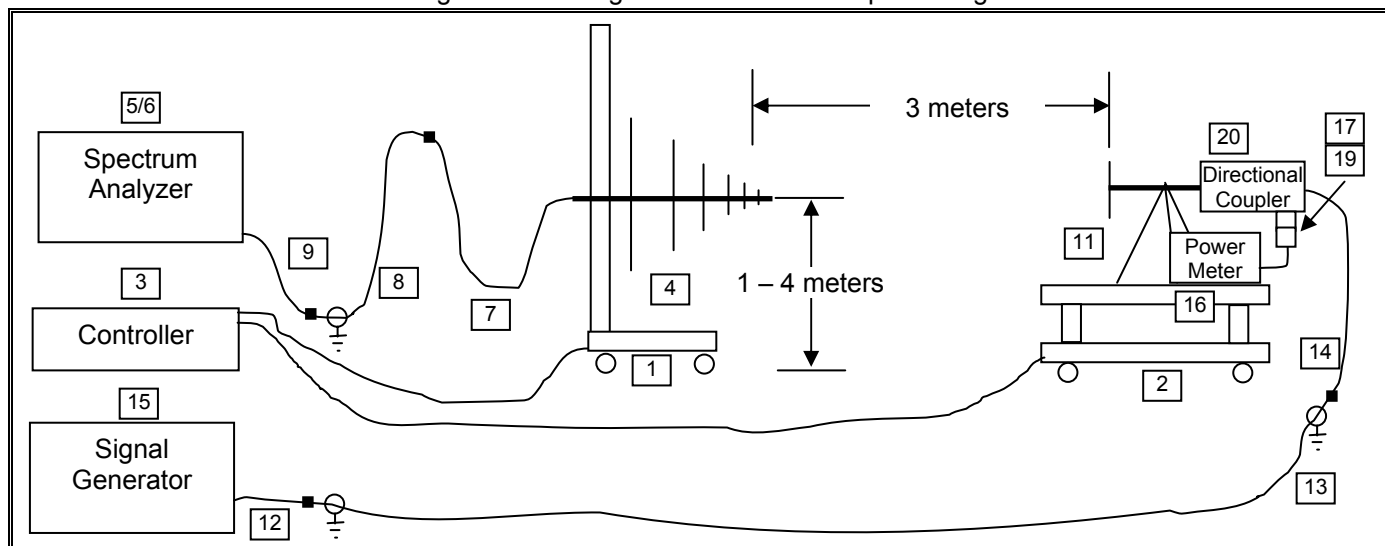 5/6
Spectrum
Analyzer
3 meters
17
19
20
Directional
Coupler
9
8
7
4
11
Power
Meter
3
1 – 4 meters
16
Controller
1
2
14
15
Signal
Generator
12
13